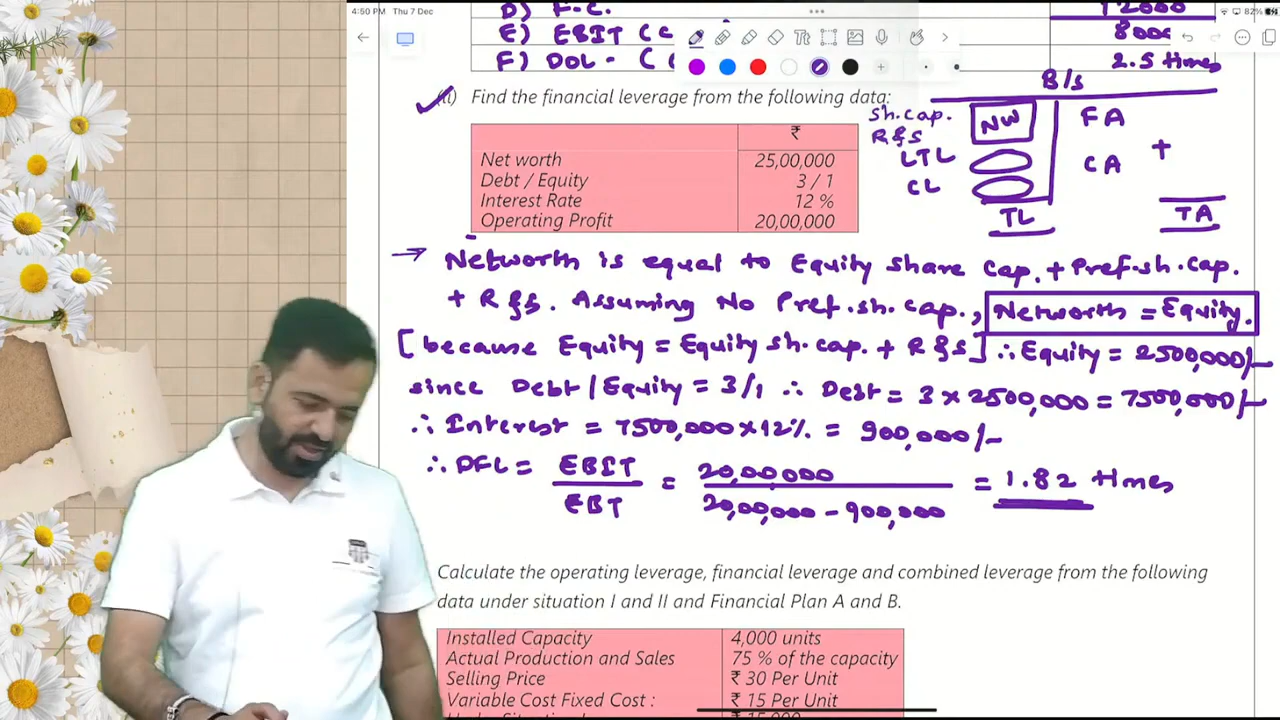 4:50 PM Thu 7 Dec
82%
D) F.C. 12000
E) EBIT (C
F) DOL - ( 2.5 times
(ii) Find the financial leverage from the following data:
₹
Net worth 25,00,000
Debt / Equity 3 / 1
Interest Rate 12 %
Operating Profit 20,00,000
B/s
sh.cap. NW FA
R&S
LTL CA +
CL
TL TA
→ Networth is equal to Equity share cap. + Pref.sh.cap.
+ R&S. Assuming No Pref.sh.cap., Networth = Equity.
[because Equity = Equity sh.cap. + R&S] ∴ Equity = 2500,000/-
since Debt/Equity = 3/1 ∴ Debt = 3 x 2500,000 = 7500,000/-
∴ Interest = 7500,000 x 12% = 900,000/-
∴ DFL = EBIT / EBT = 20,00,000 / 20,00,000 - 900,000 = 1.82 times
Calculate the operating leverage, financial leverage and combined leverage from the following
data under situation I and II and Financial Plan A and B.
Installed Capacity 4,000 units
Actual Production and Sales 75 % of the capacity
Selling Price ₹ 30 Per Unit
Variable Cost Fixed Cost : ₹ 15 Per Unit